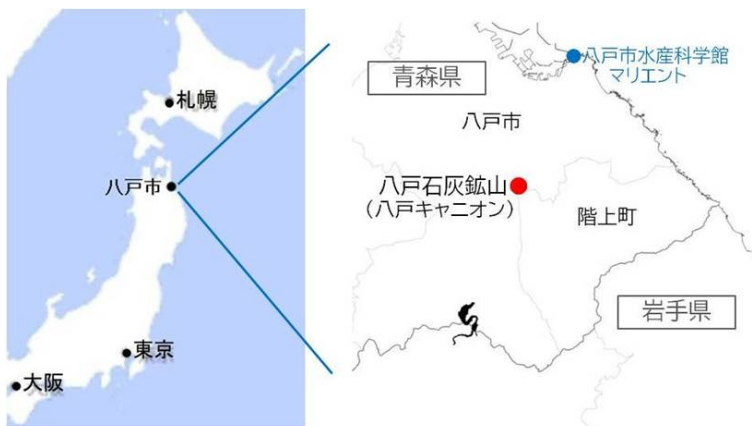 札幌
八戸市
東京
大阪
八戸市水産科学館
マリエント
青森県
八戸市
八戸石灰鉱山
（八戸キャニオン）
階上町
岩手県